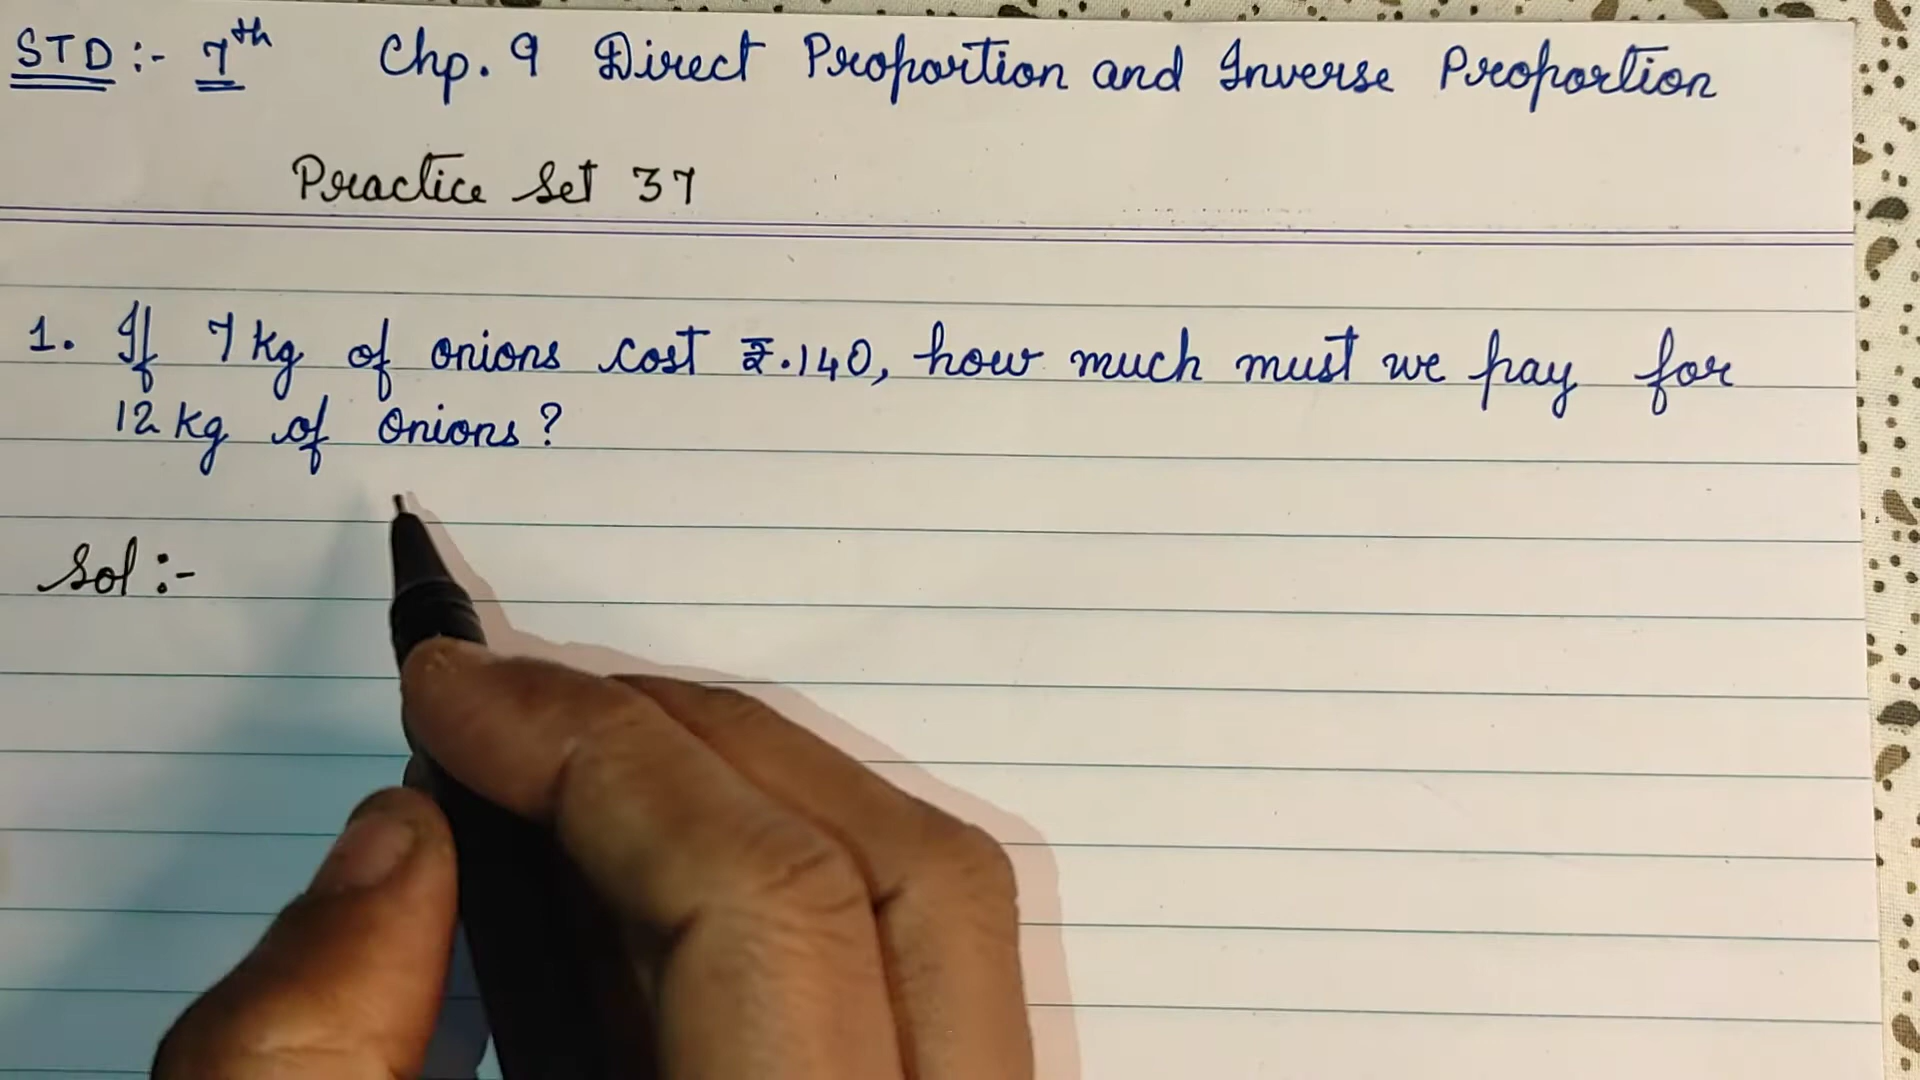 STD :- 7th Chp. 9 Direct Proportion and Inverse Proportion
Practice Set 37
1. If 7 kg of onions cost ₹.140, how much must we pay for
12 kg of onions?
Sol :-